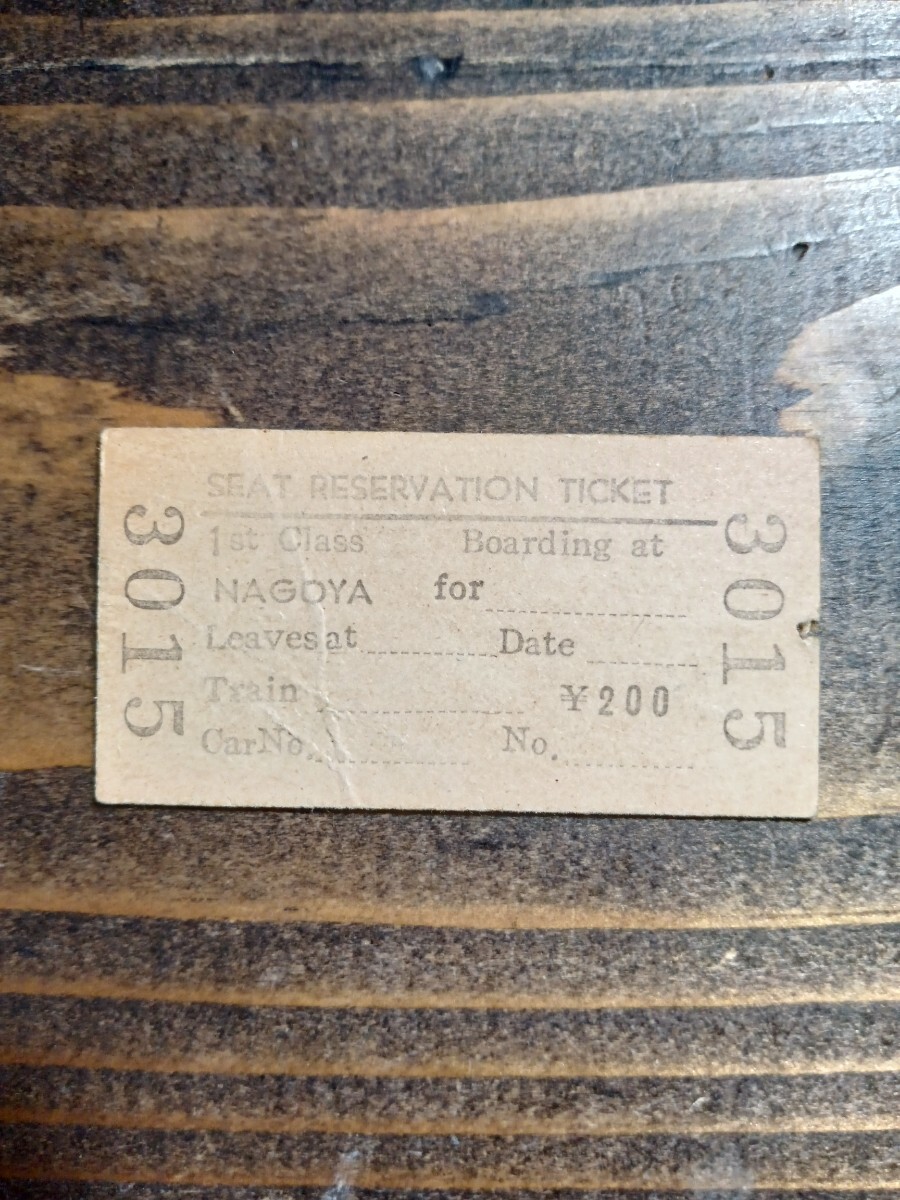 SEAT RESERVATION TICKET
1st Class Boarding at
NAGOYA for
Leaves at Date
Train ¥200
Car No. No.
3015
3015